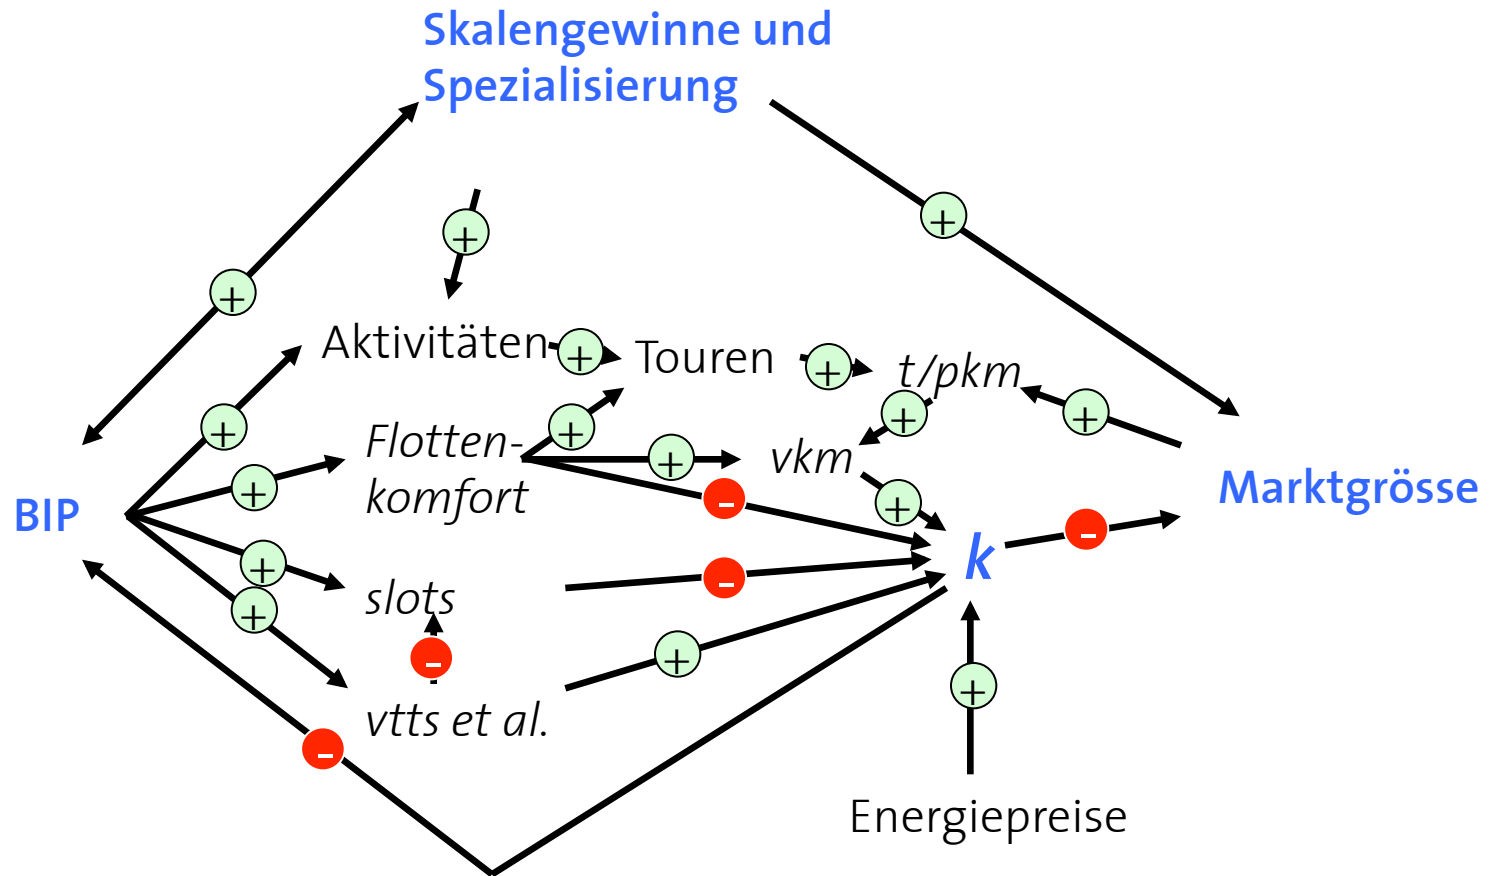 Skalengewinne und
Spezialisierung
+
+
+
Aktivitäten
+
Touren
+
t/pkm
+
+
+
Flotten-
komfort
+
+
vkm
+
+
-
BIP
Marktgrösse
+
slots
-
k
-
+
-
vtts et al.
+
+
-
Energiepreise